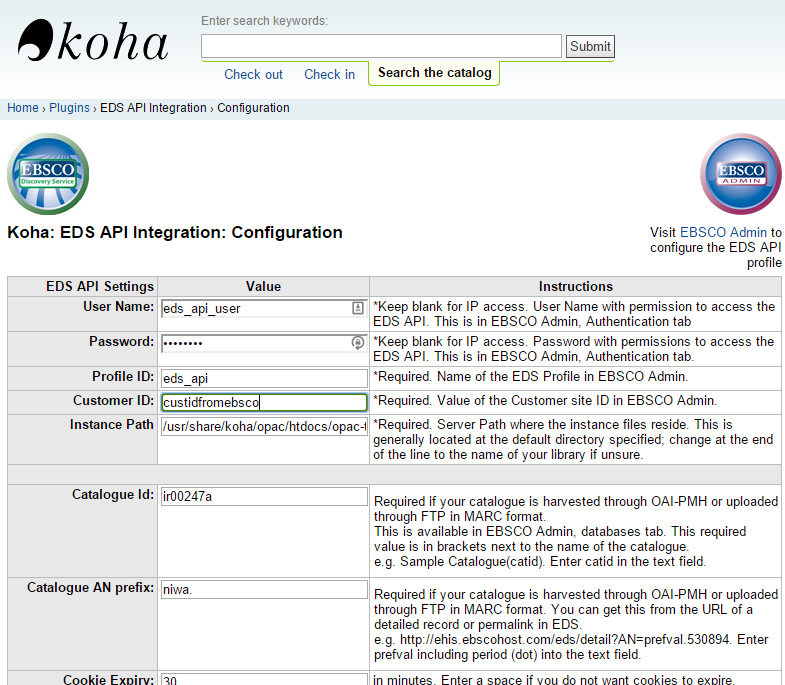 koha
Enter search keywords:
Submit
Check out Check in Search the catalog
Home › Plugins › EDS API Integration › Configuration
EBSCO
Discovery Service
EBSCO
ADMIN
Koha: EDS API Integration: Configuration
Visit EBSCO Admin to
configure the EDS API
profile
EDS API Settings Value Instructions
User Name: eds_api_user *Keep blank for IP access. User Name with permission to access the
EDS API. This is in EBSCO Admin, Authentication tab
Password: •••••••• *Keep blank for IP access. Password with permissions to access the
EDS API. This is in EBSCO Admin, Authentication tab.
Profile ID: eds_api *Required. Name of the EDS Profile in EBSCO Admin.
Customer ID: custidfromebsco *Required. Value of the Customer site ID in EBSCO Admin.
Instance Path /usr/share/koha/opac/htdocs/opac-t *Required. Server Path where the instance files reside. This is
generally located at the default directory specified; change at the end
of the line to the name of your library if unsure.
Catalogue Id: ir00247a Required if your catalogue is harvested through OAI-PMH or uploaded
through FTP in MARC format.
This is available in EBSCO Admin, databases tab. This required
value is in brackets next to the name of the catalogue.
e.g. Sample Catalogue(catid). Enter catid in the text field.
Catalogue AN prefix: niwa. Required if your catalogue is harvested through OAI-PMH or uploaded
through FTP in MARC format. You can get this from the URL of a
detailed record or permalink in EDS.
e.g. http://ehis.ebscohost.com/eds/detail?AN=prefval.530894. Enter
prefval including period (dot) into the text field.
Cookie Expiry: 30 in minutes. Enter a space if you do not want cookies to expire.